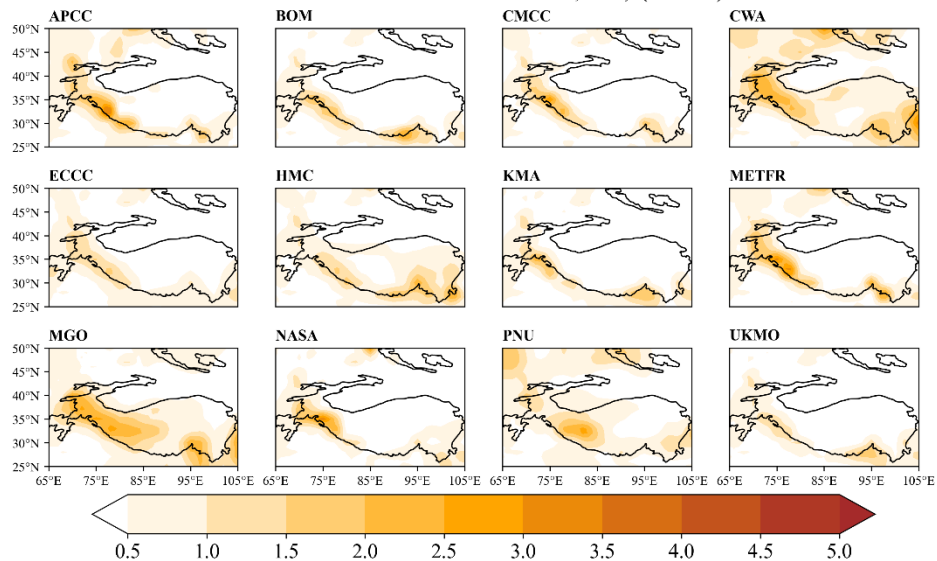 APCC BOM CMCC CWA
50°N
45°N
40°N
35°N
30°N
25°N
ECCC HMC KMA METFR
50°N
45°N
40°N
35°N
30°N
25°N
MGO NASA PNU UKMO
50°N
45°N
40°N
35°N
30°N
25°N
65°E 75°E 85°E 95°E 105°E 65°E 75°E 85°E 95°E 105°E 65°E 75°E 85°E 95°E 105°E 65°E 75°E 85°E 95°E 105°E
0.5 1.0 1.5 2.0 2.5 3.0 3.5 4.0 4.5 5.0